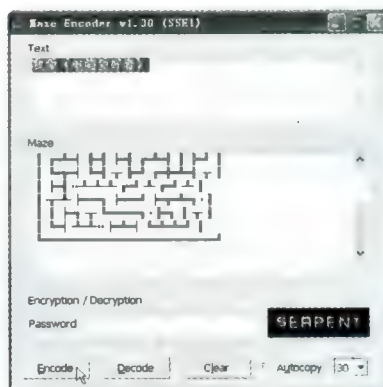 Maze Encoder v1.30 (SSE1)
Text
Maze
Encryption / Decryption
Password
SERPENT
Encode
Decode
Clear
Autocopy
30